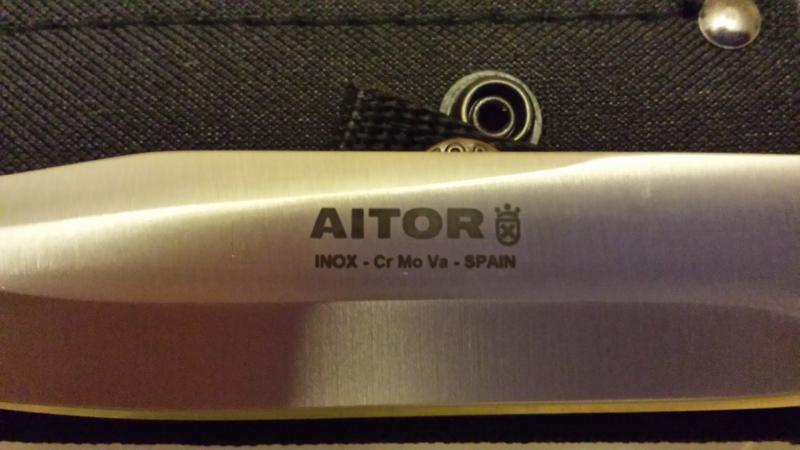 AITOR
INOX - Cr Mo Va - SPAIN